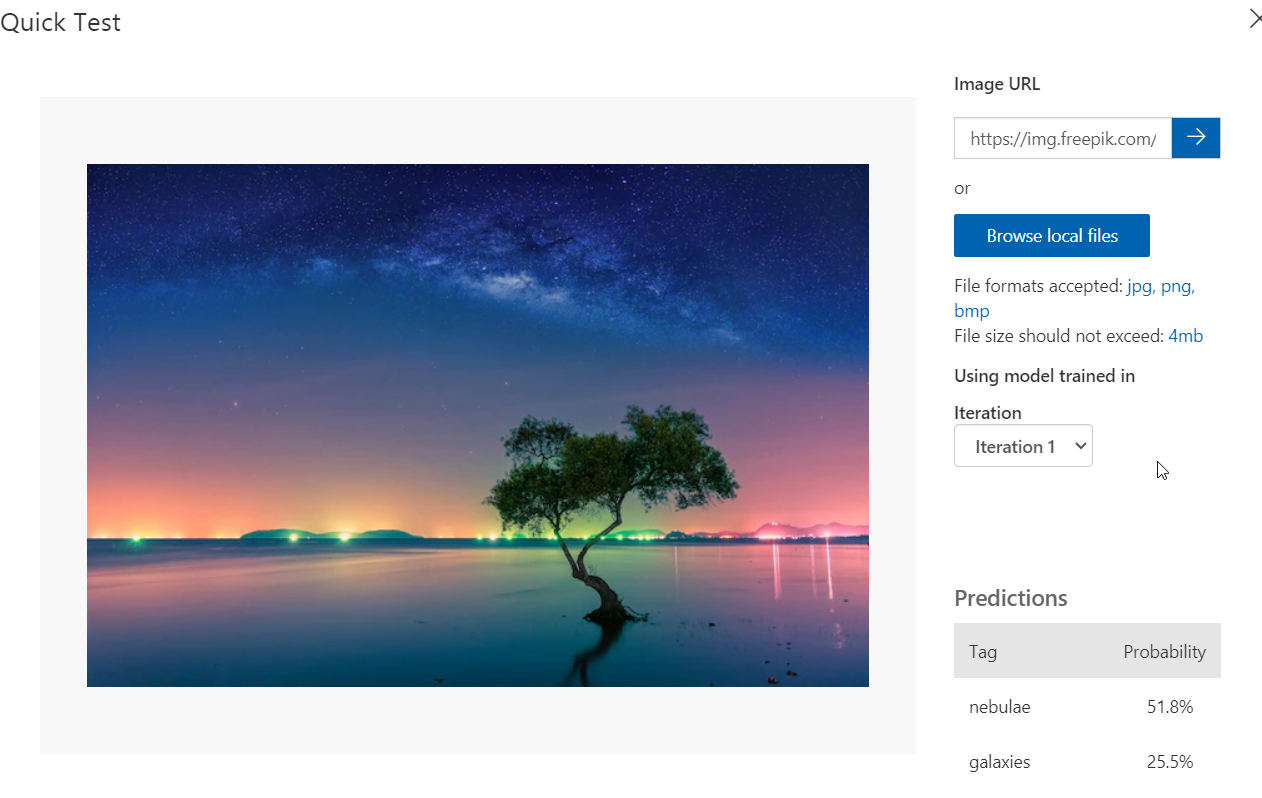 Quick Test
Image URL
https://img.freepik.com/
or
Browse local files
File formats accepted: jpg, png,
bmp
File size should not exceed: 4mb
Using model trained in
Iteration
Iteration 1
Predictions
Tag Probability
nebulae 51.8%
galaxies 25.5%